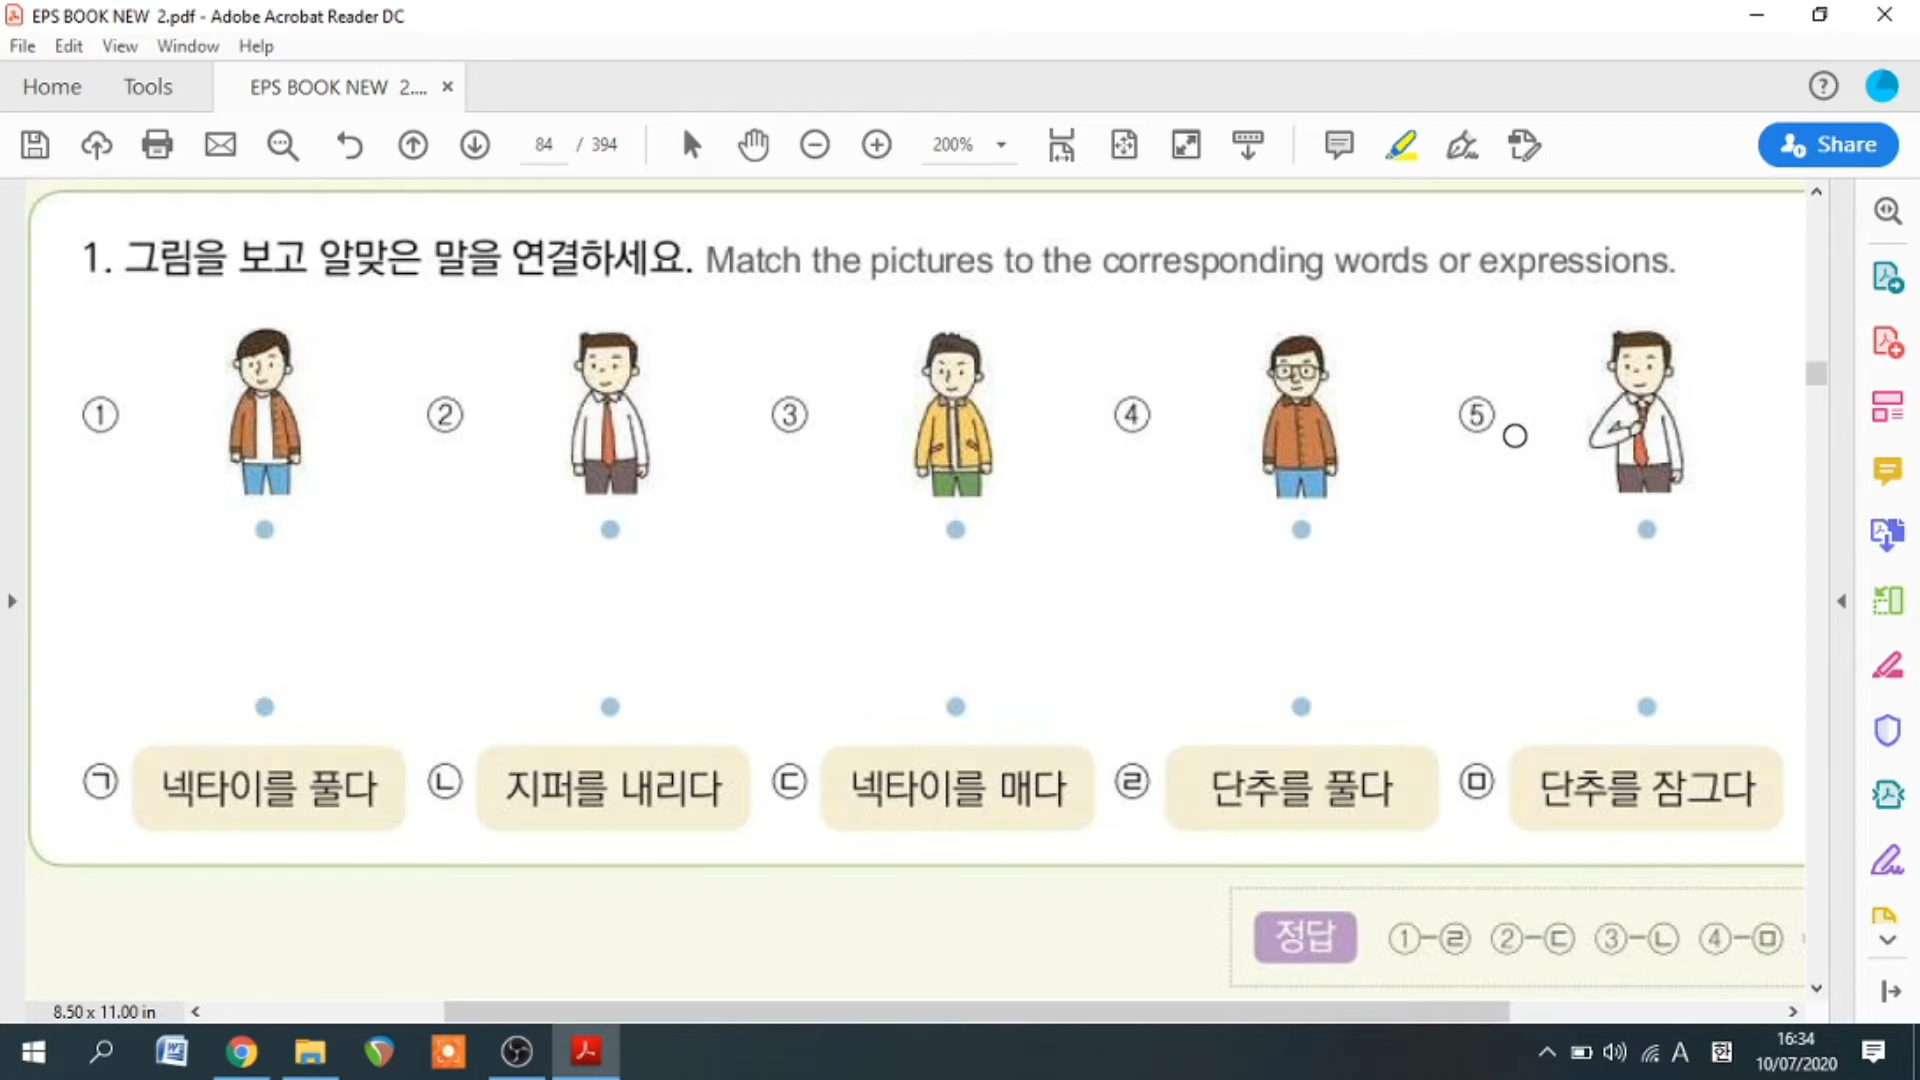 EPS BOOK NEW 2.pdf - Adobe Acrobat Reader DC
File Edit View Window Help
Home Tools EPS BOOK NEW 2.... ×
84 / 394 200% Share
1. 그림을 보고 알맞은 말을 연결하세요. Match the pictures to the corresponding words or expressions.
① ② ③ ④ ⑤
㉠ 넥타이를 풀다 ㉡ 지퍼를 내리다 ㉢ 넥타이를 매다 ㉣ 단추를 풀다 ㉤ 단추를 잠그다
정답 ①-㉣ ②-㉢ ③-㉡ ④-㉤
8.50 x 11.00 in
A 한 16:34
10/07/2020